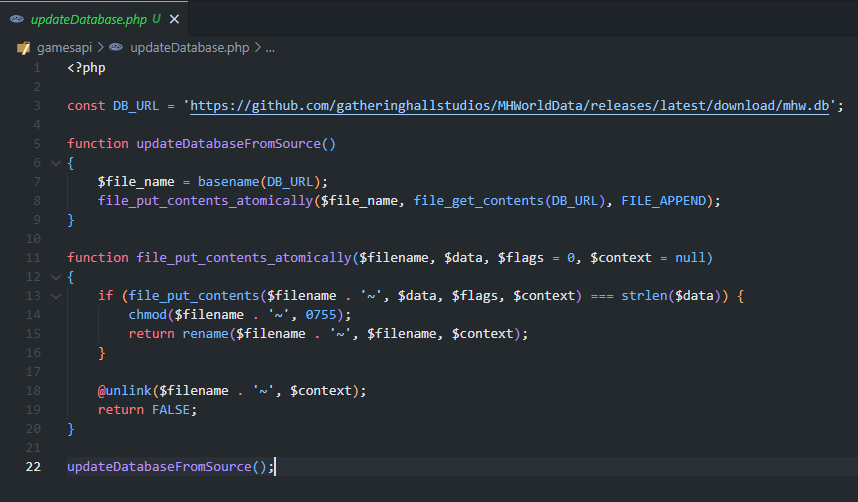 updateDatabase.php U ×
gamesapi > updateDatabase.php > ...
1 <?php
2
3 const DB_URL = 'https://github.com/gatheringhallstudios/MHWorldData/releases/latest/download/mhw.db';
4
5 function updateDatabaseFromSource()
6 {
7     $file_name = basename(DB_URL);
8     file_put_contents_atomically($file_name, file_get_contents(DB_URL), FILE_APPEND);
9 }
10
11 function file_put_contents_atomically($filename, $data, $flags = 0, $context = null)
12 {
13     if (file_put_contents($filename . '~', $data, $flags, $context) === strlen($data)) {
14         chmod($filename . '~', 0755);
15         return rename($filename . '~', $filename, $context);
16     }
17
18     @unlink($filename . '~', $context);
19     return FALSE;
20 }
21
22 updateDatabaseFromSource();